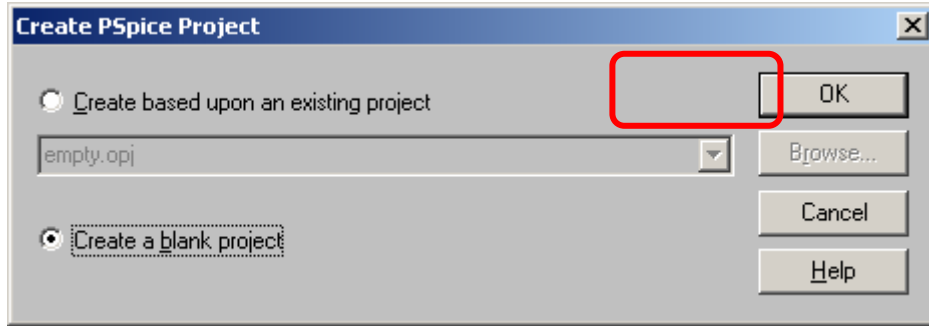 Create PSpice Project
Create based upon an existing project
OK
empty.opj
Browse...
Cancel
Create a blank project
Help